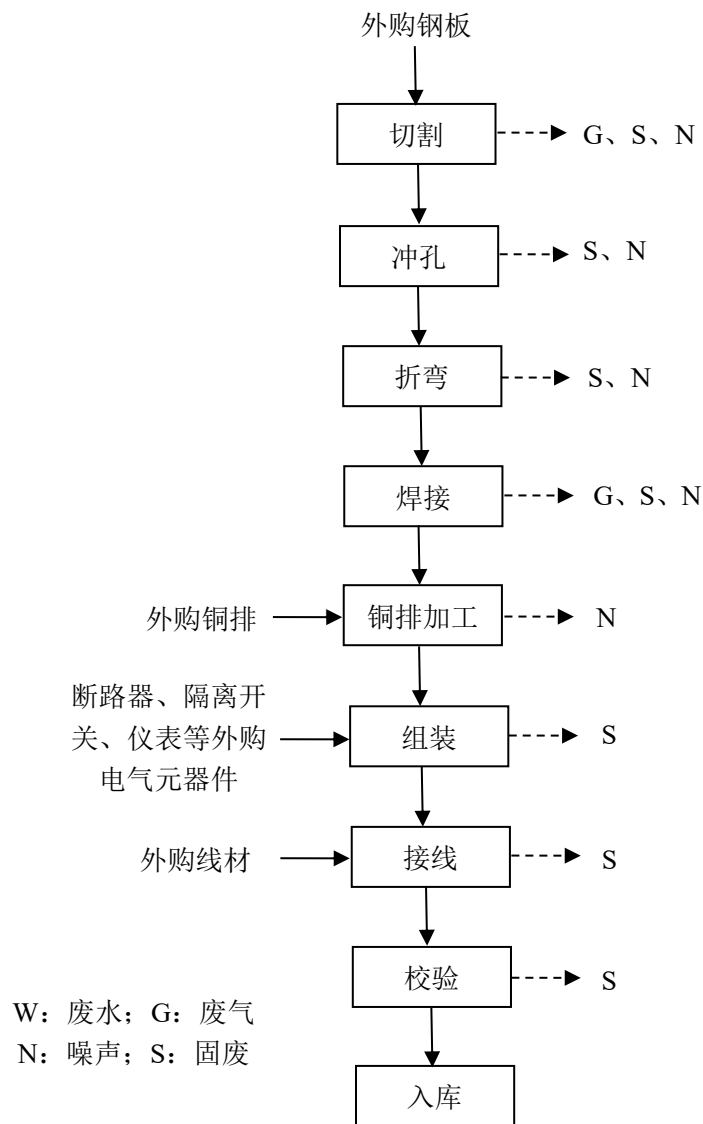 外购钢板
切割
G、S、N
冲孔
S、N
折弯
S、N
焊接
G、S、N
外购铜排
铜排加工
N
断路器、隔离开
关、仪表等外购
电气元器件
组装
S
外购线材
接线
S
校验
S
W：废水；G：废气
N：噪声；S：固废
入库